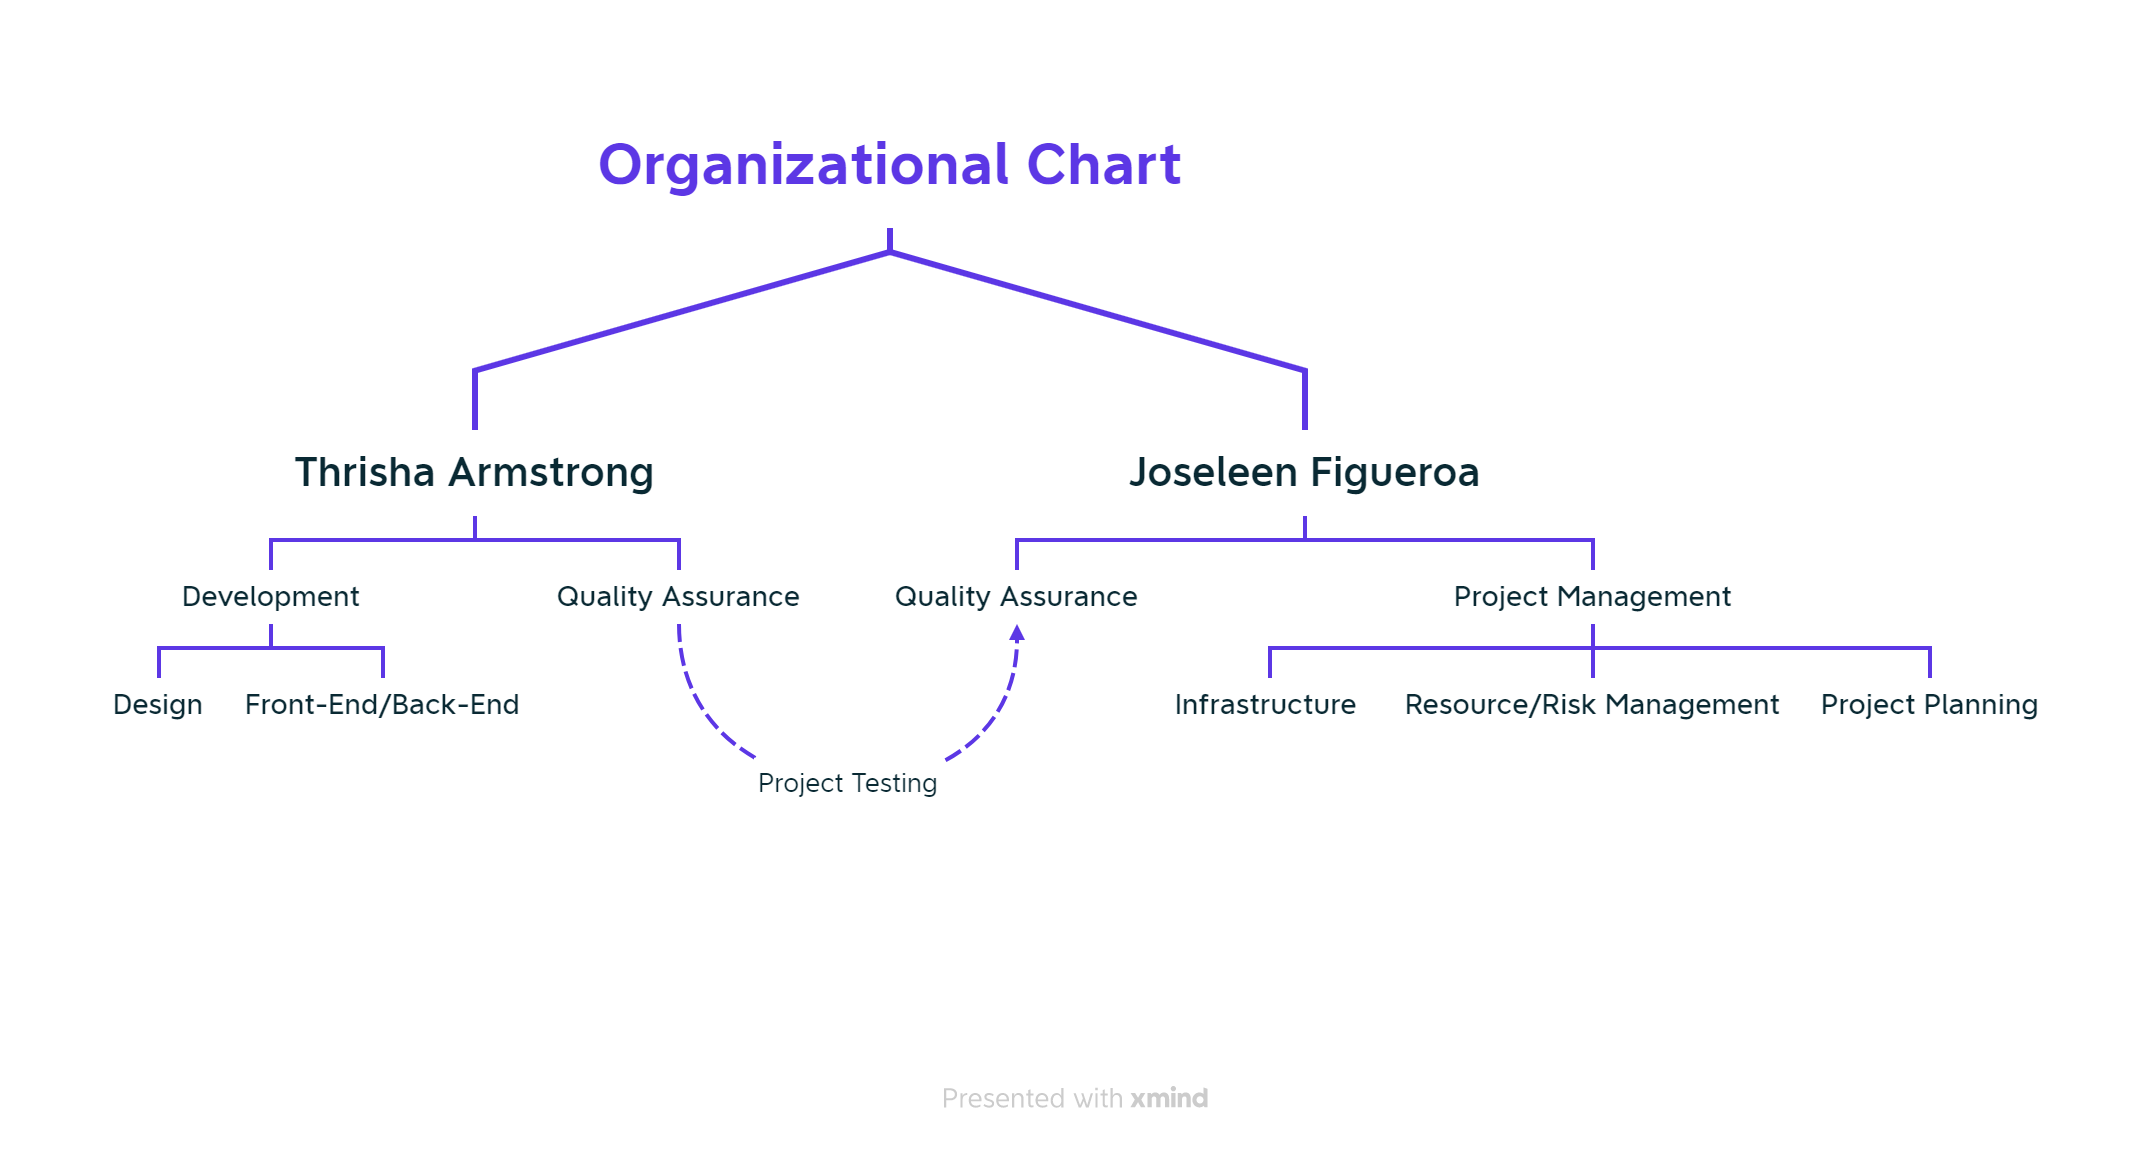 Organizational Chart
Thrisha Armstrong
Joseleen Figueroa
Development
Quality Assurance
Quality Assurance
Project Management
Design
Front-End/Back-End
Infrastructure
Resource/Risk Management
Project Planning
Project Testing
Presented with xmind